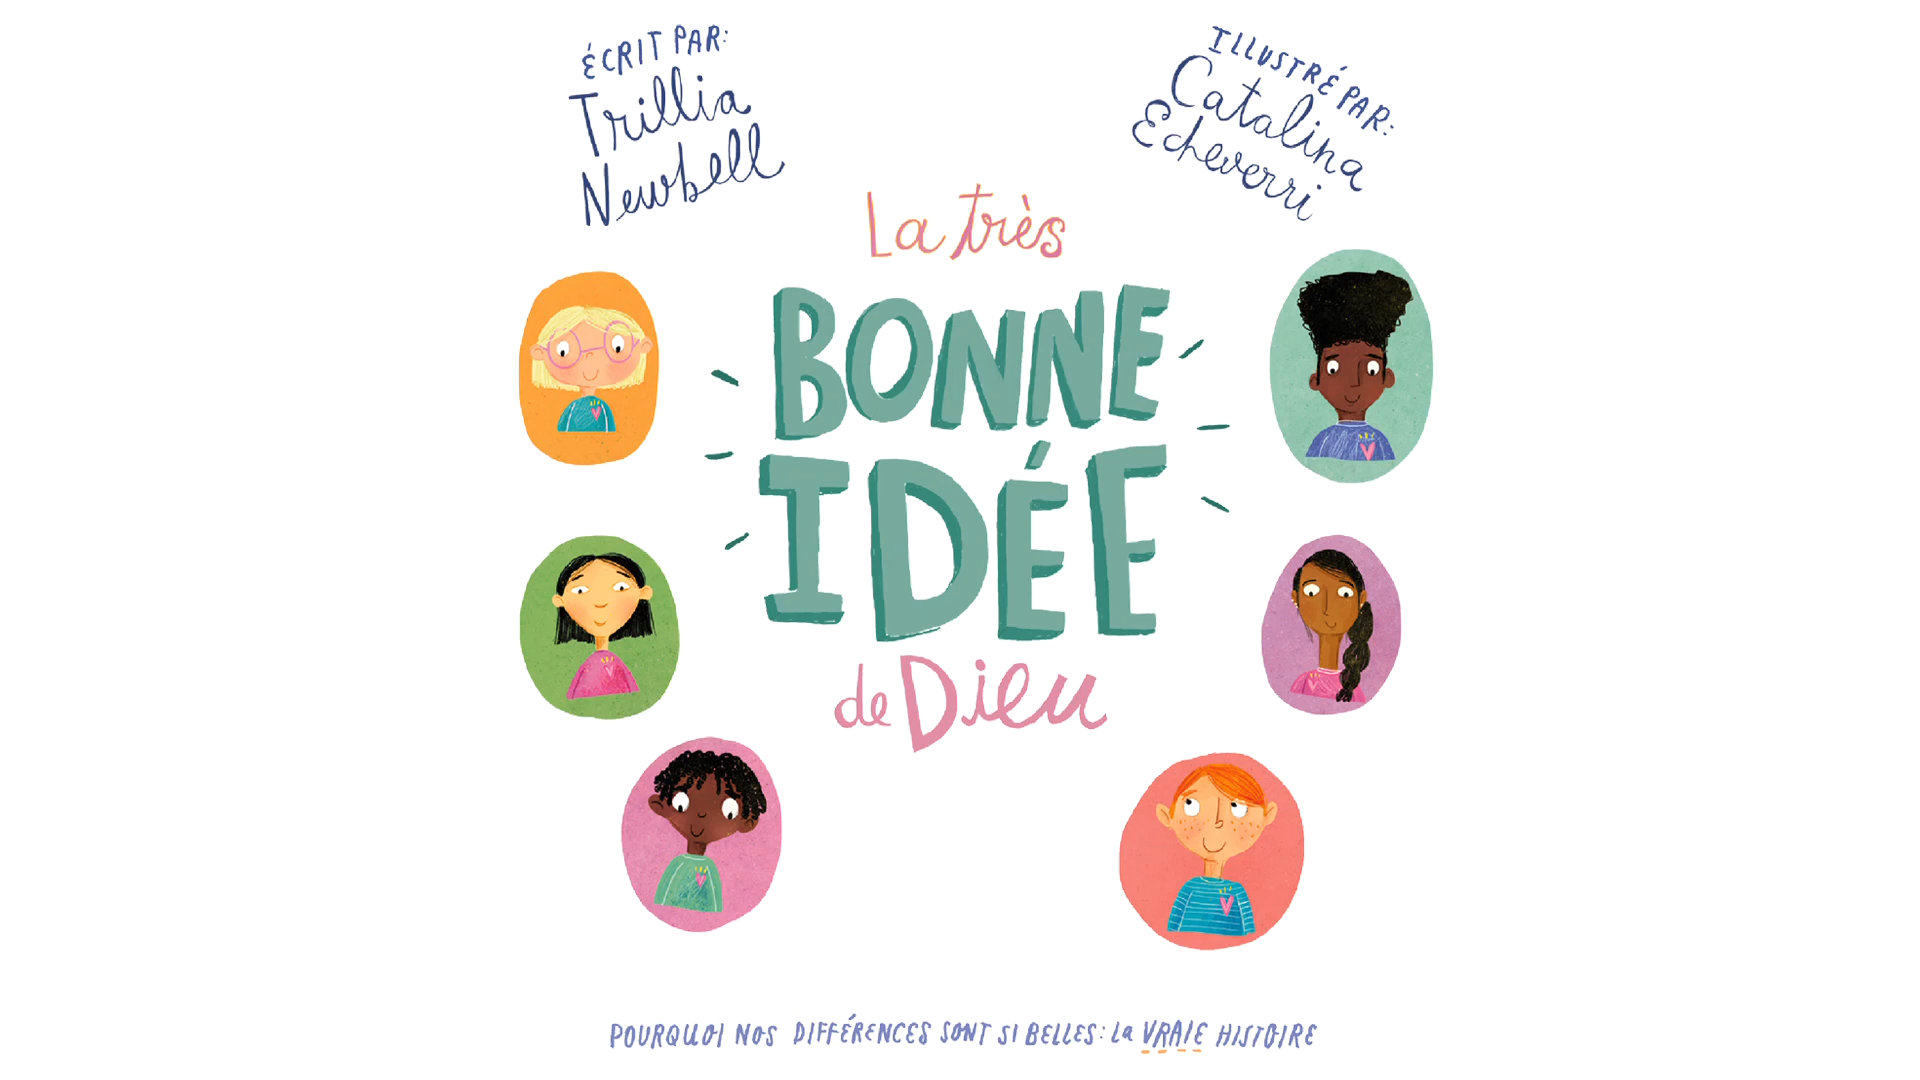 ÉCRIT PAR:
Trillia
Newbell
ILLUSTRÉ PAR:
Catalina
Echeverri
La très
BONNE
IDÉE
de Dieu
POURQUOI NOS DIFFÉRENCES SONT SI BELLES: La VRAIE HISTOIRE